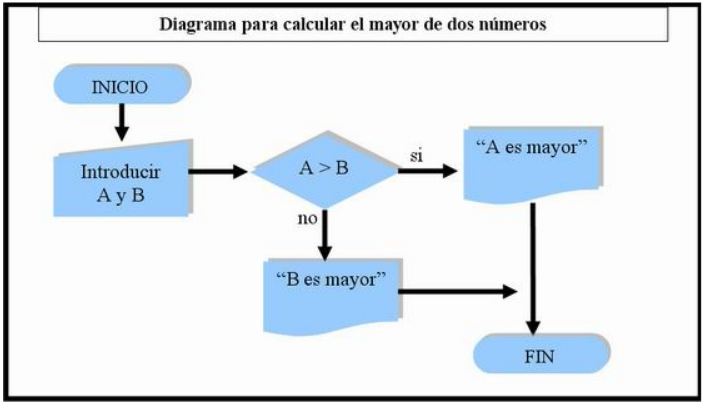 Diagrama para calcular el mayor de dos números
INICIO
Introducir
A y B
A > B
si
“A es mayor”
no
“B es mayor”
FIN